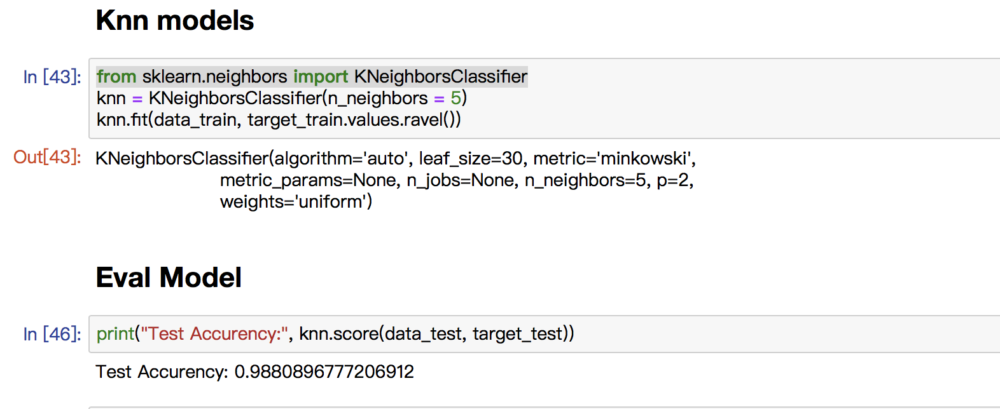 Knn models
In [43]:
from sklearn.neighbors import KNeighborsClassifier
knn = KNeighborsClassifier(n_neighbors = 5)
knn.fit(data_train, target_train.values.ravel())
Out[43]:
KNeighborsClassifier(algorithm='auto', leaf_size=30, metric='minkowski',
metric_params=None, n_jobs=None, n_neighbors=5, p=2,
weights='uniform')
Eval Model
In [46]:
print("Test Accurency:", knn.score(data_test, target_test))
Test Accurency: 0.9880896777206912